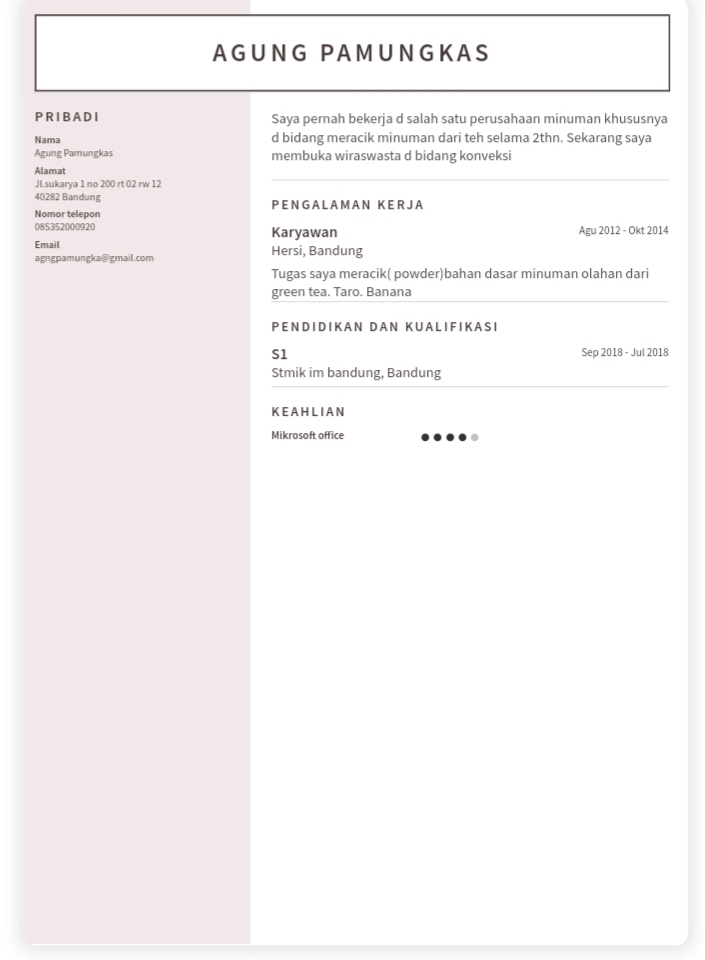 AGUNG PAMUNGKAS
PRIBADI
Nama
Agung Pamungkas
Alamat
Jl.sukarya 1 no 200 rt 02 rw 12
40282 Bandung
Nomor telepon
085352000920
Email
agngpamungka@gmail.com
Saya pernah bekerja d salah satu perusahaan minuman khususnya
d bidang meracik minuman dari teh selama 2thn. Sekarang saya
membuka wiraswasta d bidang konveksi
PENGALAMAN KERJA
Karyawan Agu 2012 - Okt 2014
Hersi, Bandung
Tugas saya meracik( powder)bahan dasar minuman olahan dari
green tea. Taro. Banana
PENDIDIKAN DAN KUALIFIKASI
S1 Sep 2018 - Jul 2018
Stmik im bandung, Bandung
KEAHLIAN
Mikrosoft office